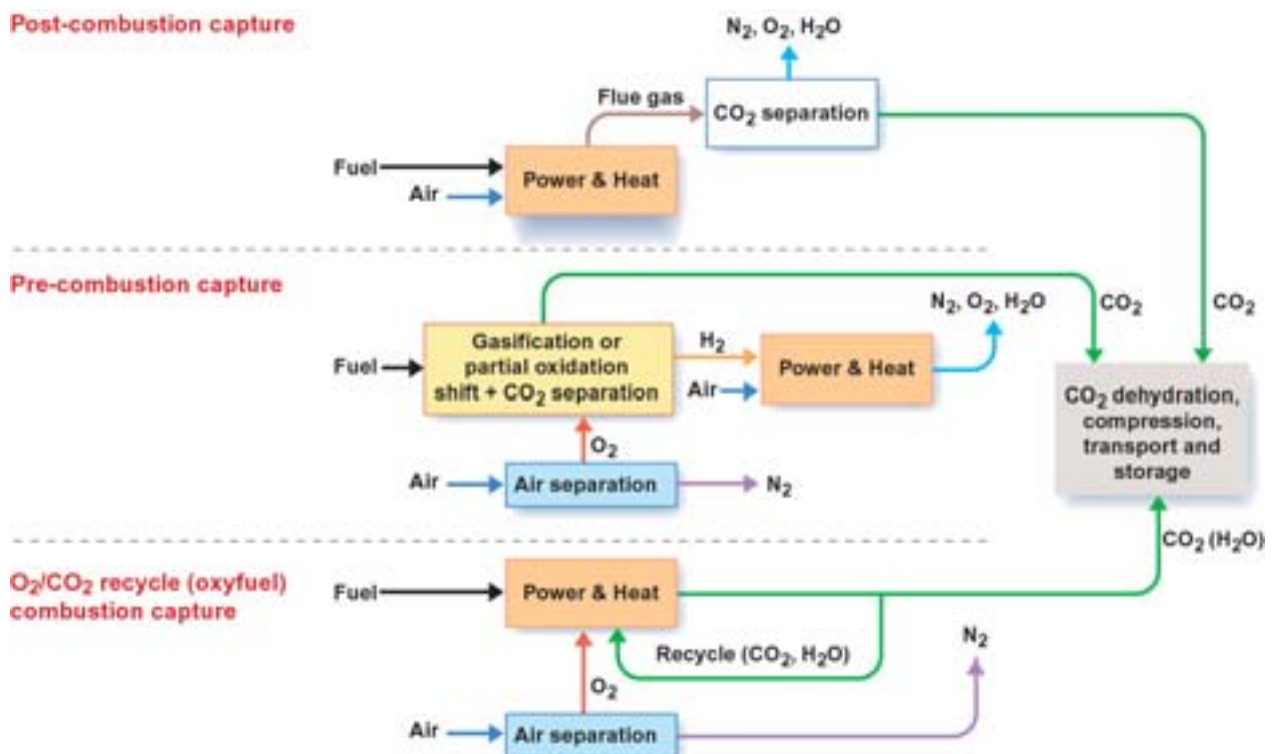 Post-combustion capture
N₂, O₂, H₂O
Flue gas
CO₂ separation
Fuel
Air
Power & Heat
CO₂
Pre-combustion capture
CO₂
N₂, O₂, H₂O
Fuel
Gasification or
partial oxidation
shift + CO₂ separation
H₂
Air
Power & Heat
O₂
Air
Air separation
N₂
CO₂ dehydration,
compression,
transport and
storage
O₂/CO₂ recycle (oxyfuel)
combustion capture
Fuel
Power & Heat
CO₂ (H₂O)
Recycle (CO₂, H₂O)
N₂
O₂
Air
Air separation